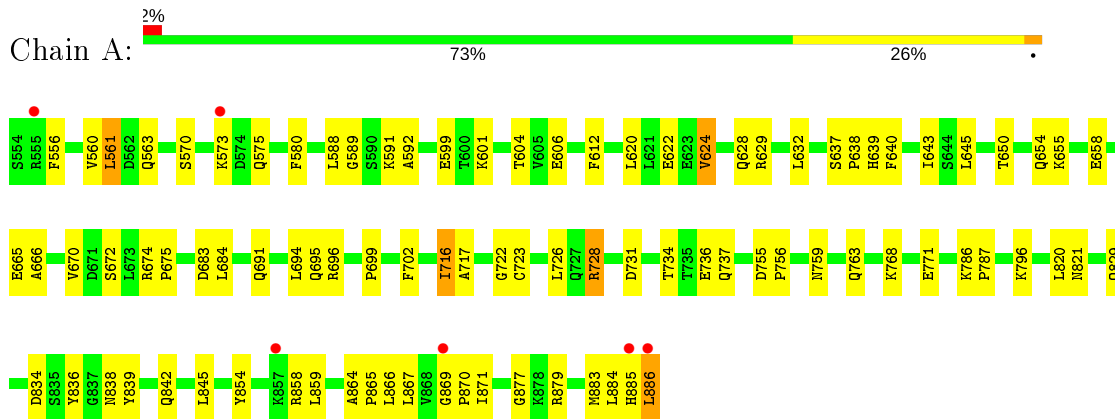 2%
Chain A:
73% 26% •
S554 R555 F556 V560 L561 D562 Q563 S570 K573 D574 Q575 F580 L588 G589 S590 K591 A592 E599 T600 K601 T604 V605 E606 F612 L620 L621 E622 E623 V624 Q628 R629 L632 S637 P638 H639 F640 I643 S644 L645 T650 Q654 K655 E658
E665 A666 V670 D671 S672 L673 R674 P675 D683 L684 Q691 L694 Q695 R696 P699 F702 I716 A717 G722 C723 L726 Q727 R728 D731 T734 T735 E736 Q737 D755 P756 N759 Q763 K768 E771 K786 P787 K796 L820 N821
D834 S835 Y836 G837 N838 Y839 Q842 L845 Y854 K857 R858 L859 A864 P865 L866 L867 V868 G869 P870 I871 G877 K878 R879 M883 L884 H885 L886